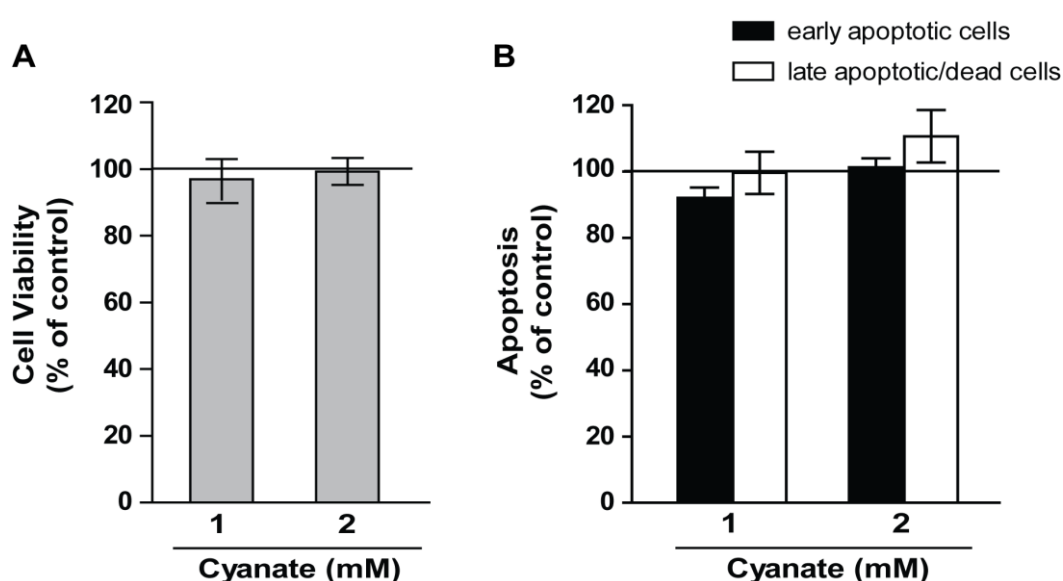 A
Cell Viability
(% of control)
120
100
80
60
40
20
0
1 2
Cyanate (mM)
B
early apoptotic cells
late apoptotic/dead cells
Apoptosis
(% of control)
120
100
80
60
40
20
0
1 2
Cyanate (mM)